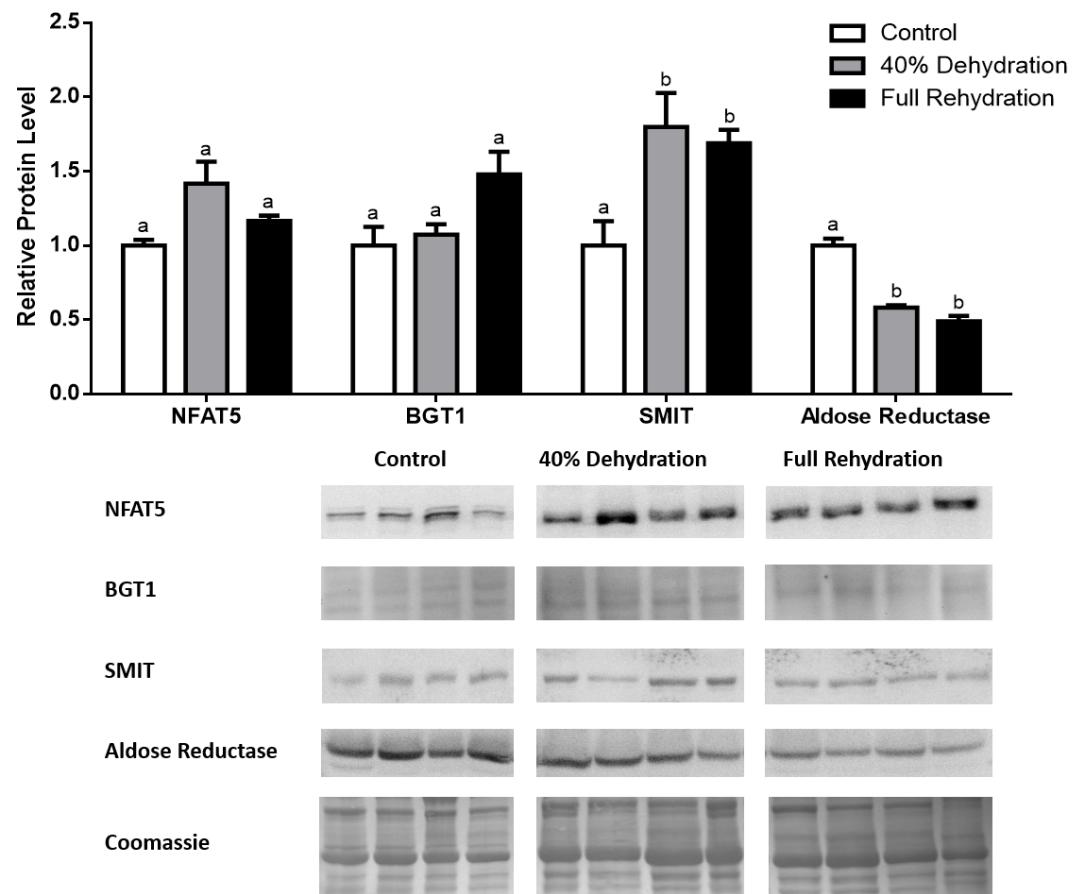 2.5
2.0
1.5
1.0
0.5
0.0
Relative Protein Level
Control
40% Dehydration
Full Rehydration
a a a
a a a
a b b
a b b
NFAT5 BGT1 SMIT Aldose Reductase
Control 40% Dehydration Full Rehydration
NFAT5
BGT1
SMIT
Aldose Reductase
Coomassie